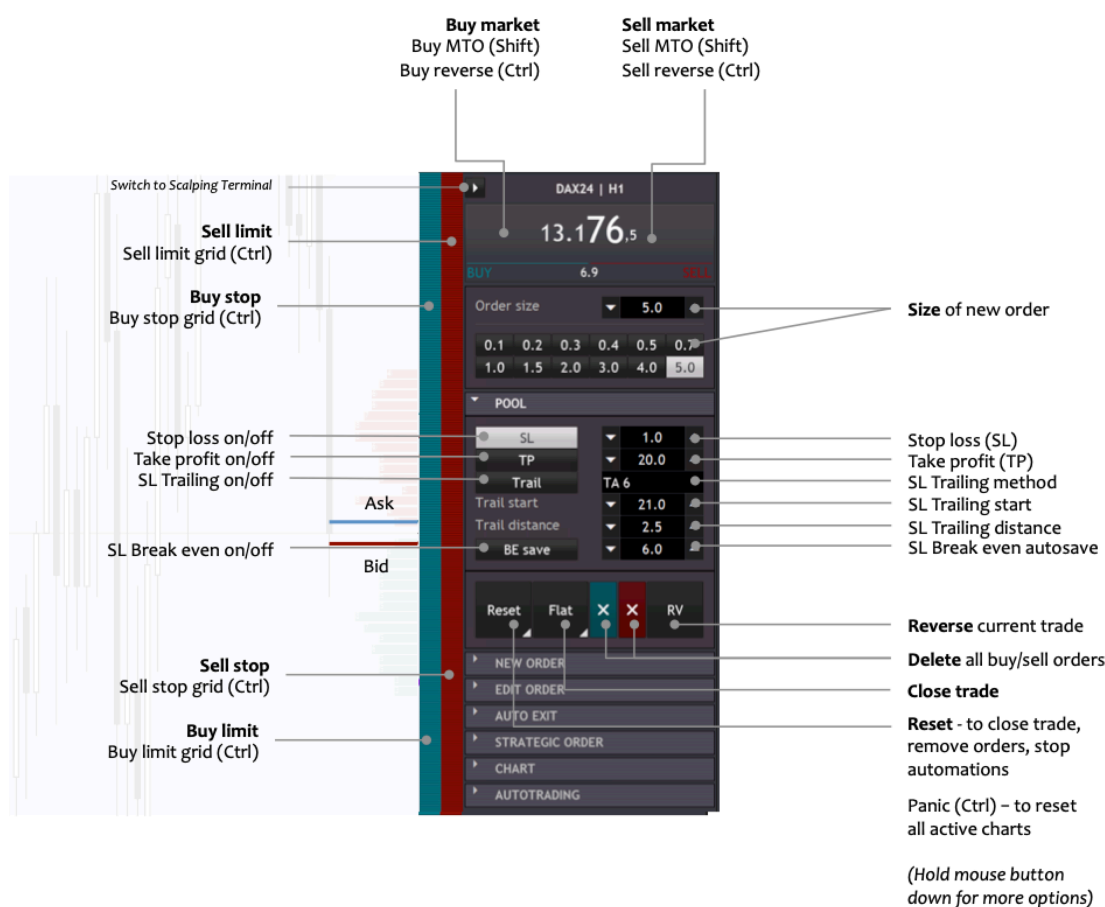 Buy market
Buy MTO (Shift)
Buy reverse (Ctrl)
Sell market
Sell MTO (Shift)
Sell reverse (Ctrl)
Switch to Scalping Terminal
DAX24 | H1
13.176,5
BUY
6.9
SELL
Sell limit
Sell limit grid (Ctrl)
Buy stop
Buy stop grid (Ctrl)
Order size
5.0
Size of new order
0.1 0.2 0.3 0.4 0.5 0.7
1.0 1.5 2.0 3.0 4.0 5.0
POOL
Stop loss on/off
SL
1.0
Stop loss (SL)
Take profit on/off
TP
20.0
Take profit (TP)
SL Trailing on/off
Trail
TA 6
SL Trailing method
Ask
Trail start
21.0
SL Trailing start
Trail distance
2.5
SL Trailing distance
SL Break even on/off
BE save
6.0
SL Break even autosave
Bid
Reset
Flat
X
X
RV
Reverse current trade
Delete all buy/sell orders
Close trade
Reset - to close trade,
remove orders, stop
automations
Panic (Ctrl) – to reset
all active charts
(Hold mouse button
down for more options)
Sell stop
Sell stop grid (Ctrl)
Buy limit
Buy limit grid (Ctrl)
NEW ORDER
EDIT ORDER
AUTO EXIT
STRATEGIC ORDER
CHART
AUTOTRADING